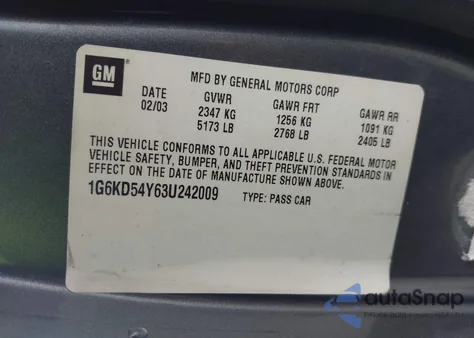 GM
MFD BY GENERAL MOTORS CORP
DATE GVWR GAWR FRT GAWR RR
02/03 2347 KG 1256 KG 1091 KG
5173 LB 2768 LB 2405 LB
THIS VEHICLE CONFORMS TO ALL APPLICABLE U.S. FEDERAL MOTOR
VEHICLE SAFETY, BUMPER, AND THEFT PREVENTION STANDARDS IN
EFFECT ON THE DATE OF MANUFACTURE SHOWN ABOVE.
1G6KD54Y63U242009 TYPE: PASS CAR
autoSnap